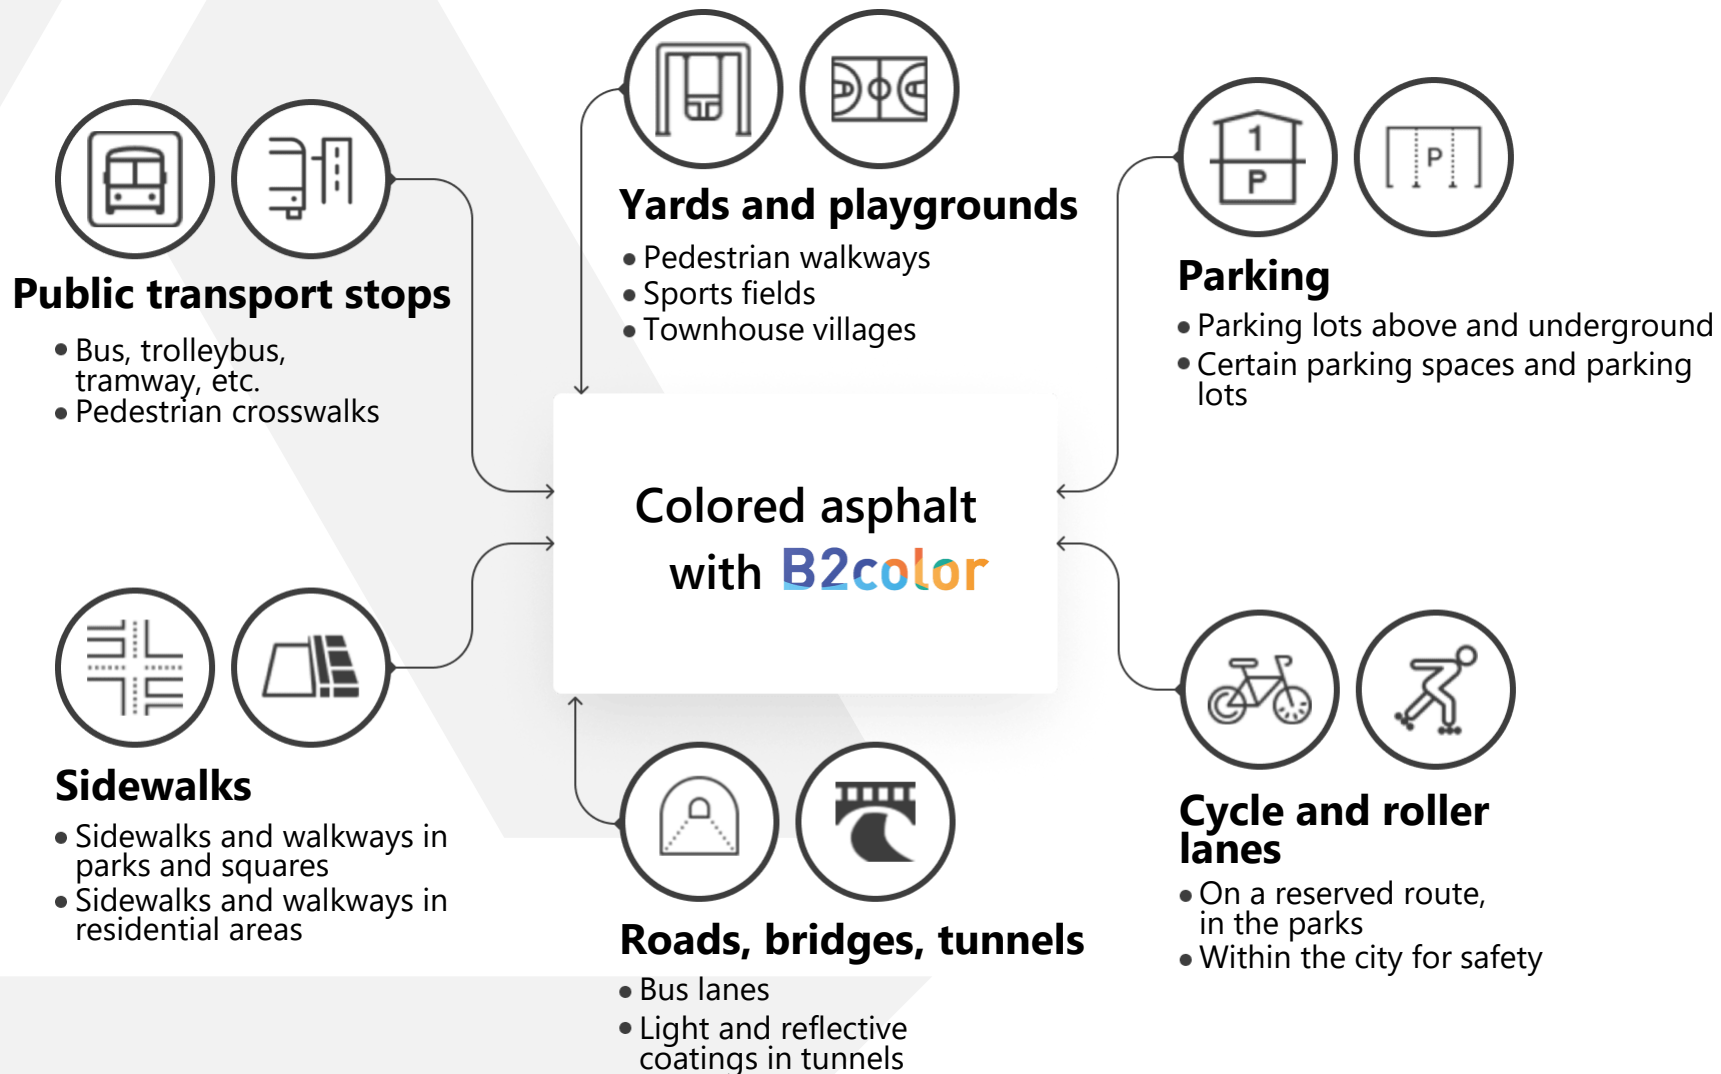 Public transport stops
Bus, trolleybus,
tramway, etc.
Pedestrian crosswalks
Yards and playgrounds
Pedestrian walkways
Sports fields
Townhouse villages
1
P
P
Parking
Parking lots above and underground
Certain parking spaces and parking
lots
Colored asphalt
with B2color
Sidewalks
Sidewalks and walkways in
parks and squares
Sidewalks and walkways in
residential areas
Roads, bridges, tunnels
Bus lanes
Light and reflective
coatings in tunnels
Cycle and roller
lanes
On a reserved route,
in the parks
Within the city for safety